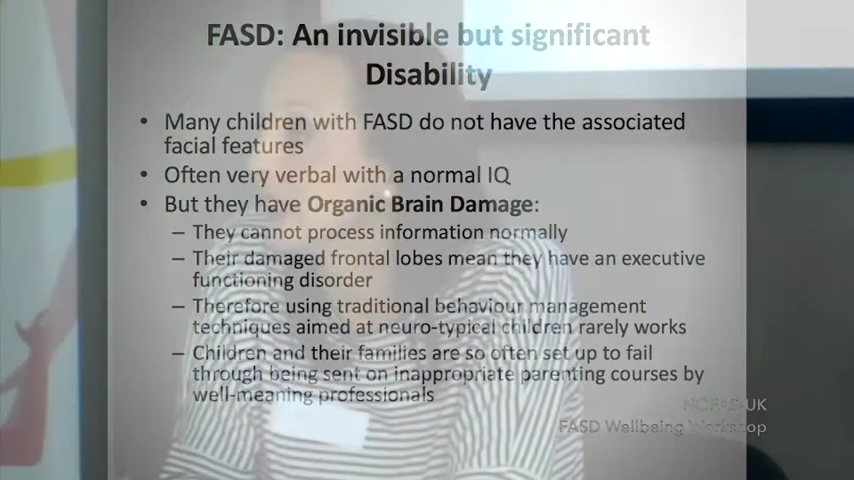 FASD: An invisible but significant
Disability
• Many children with FASD do not have the associated
facial features
• Often very verbal with a normal IQ
• But they have Organic Brain Damage:
– They cannot process information normally
– Their damaged frontal lobes mean they have an executive
functioning disorder
– Therefore using traditional behaviour management
techniques aimed at neuro-typical children rarely works
– Children and their families are so often set up to fail
through being sent on inappropriate parenting courses by
well-meaning professionals
NOFAS-UK
FASD Wellbeing Workshop